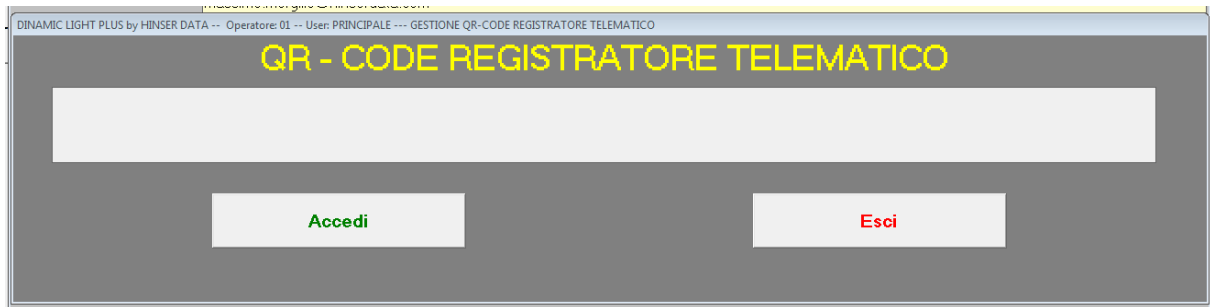 DINAMIC LIGHT PLUS by HINSER DATA -- Operatore: 01 -- User: PRINCIPALE --- GESTIONE QR-CODE REGISTRATORE TELEMATICO
QR - CODE REGISTRATORE TELEMATICO
Accedi
Esci